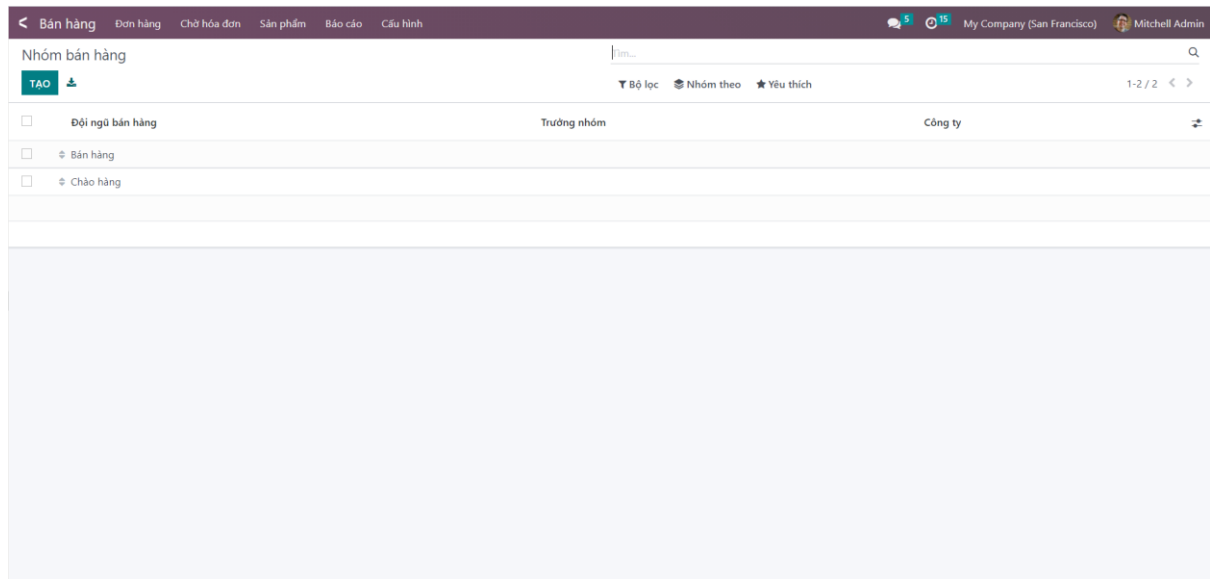 Bán hàng Đơn hàng Chờ hóa đơn Sản phẩm Báo cáo Cấu hình 5 15 My Company (San Francisco) Mitchell Admin
Nhóm bán hàng Tìm...
TẠO Bộ lọc Nhóm theo Yêu thích 1-2 / 2
Đội ngũ bán hàng Trưởng nhóm Công ty
Bán hàng
Chào hàng